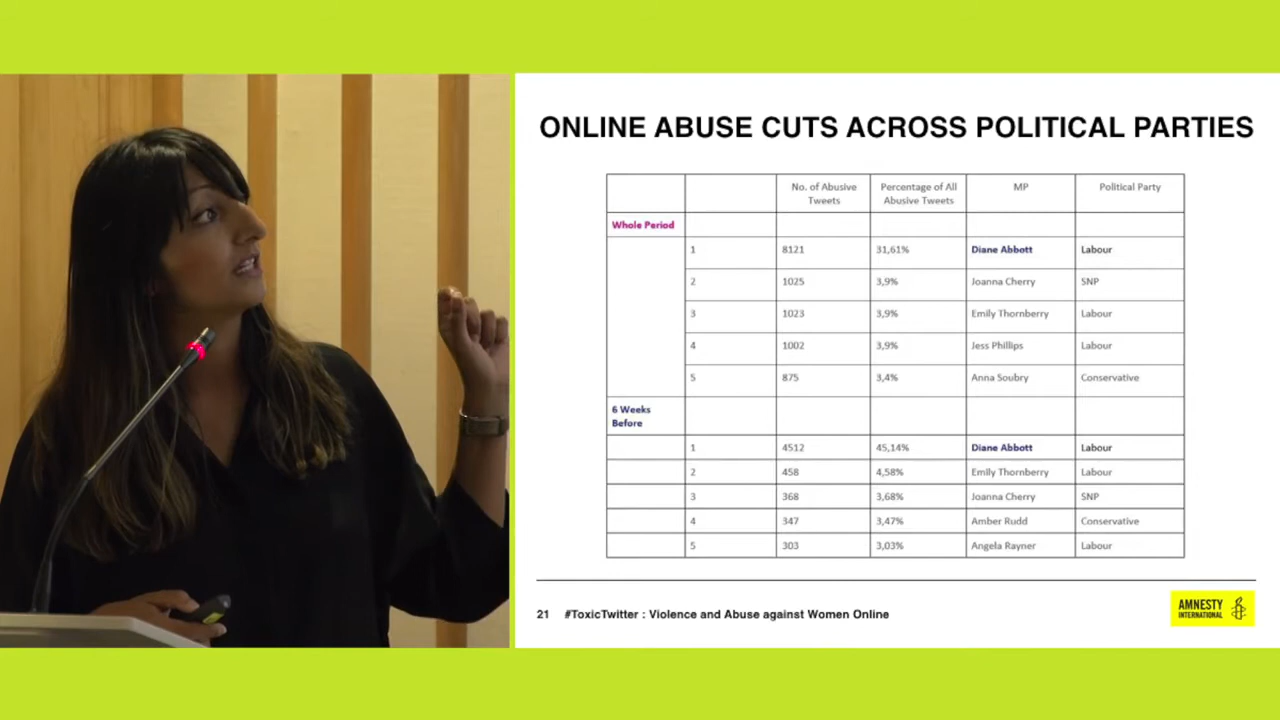 ONLINE ABUSE CUTS ACROSS POLITICAL PARTIES
No. of Abusive Tweets Percentage of All Abusive Tweets MP Political Party
Whole Period
1 8121 31,61% Diane Abbott Labour
2 1025 3,9% Joanna Cherry SNP
3 1023 3,9% Emily Thornberry Labour
4 1002 3,9% Jess Phillips Labour
5 875 3,4% Anna Soubry Conservative
6 Weeks Before
1 4512 45,14% Diane Abbott Labour
2 458 4,58% Emily Thornberry Labour
3 368 3,68% Joanna Cherry SNP
4 347 3,47% Amber Rudd Conservative
5 303 3,03% Angela Rayner Labour
21 #ToxicTwitter : Violence and Abuse against Women Online
AMNESTY
INTERNATIONAL